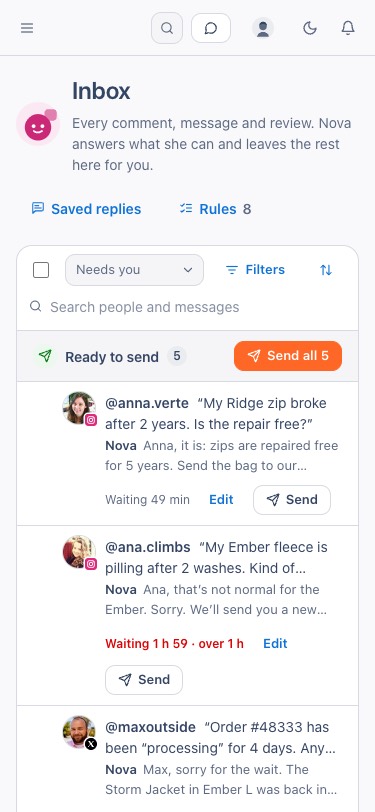 Inbox
Every comment, message and review. Nova
answers what she can and leaves the rest
here for you.
Saved replies
Rules 8
Needs you
Filters
Search people and messages
Ready to send 5
Send all 5
@anna.verte “My Ridge zip broke
after 2 years. Is the repair free?”
Nova Anna, it is: zips are repaired free
for 5 years. Send the bag to our…
Waiting 49 min Edit Send
@ana.climbs “My Ember fleece is
pilling after 2 washes. Kind of…
Nova Ana, that’s not normal for the
Ember. Sorry. We’ll send you a new…
Waiting 1 h 59 · over 1 h Edit
Send
@maxoutside “Order #48333 has
been “processing” for 4 days. Any…
Nova Max, sorry for the wait. The
Storm Jacket in Ember L was back in…